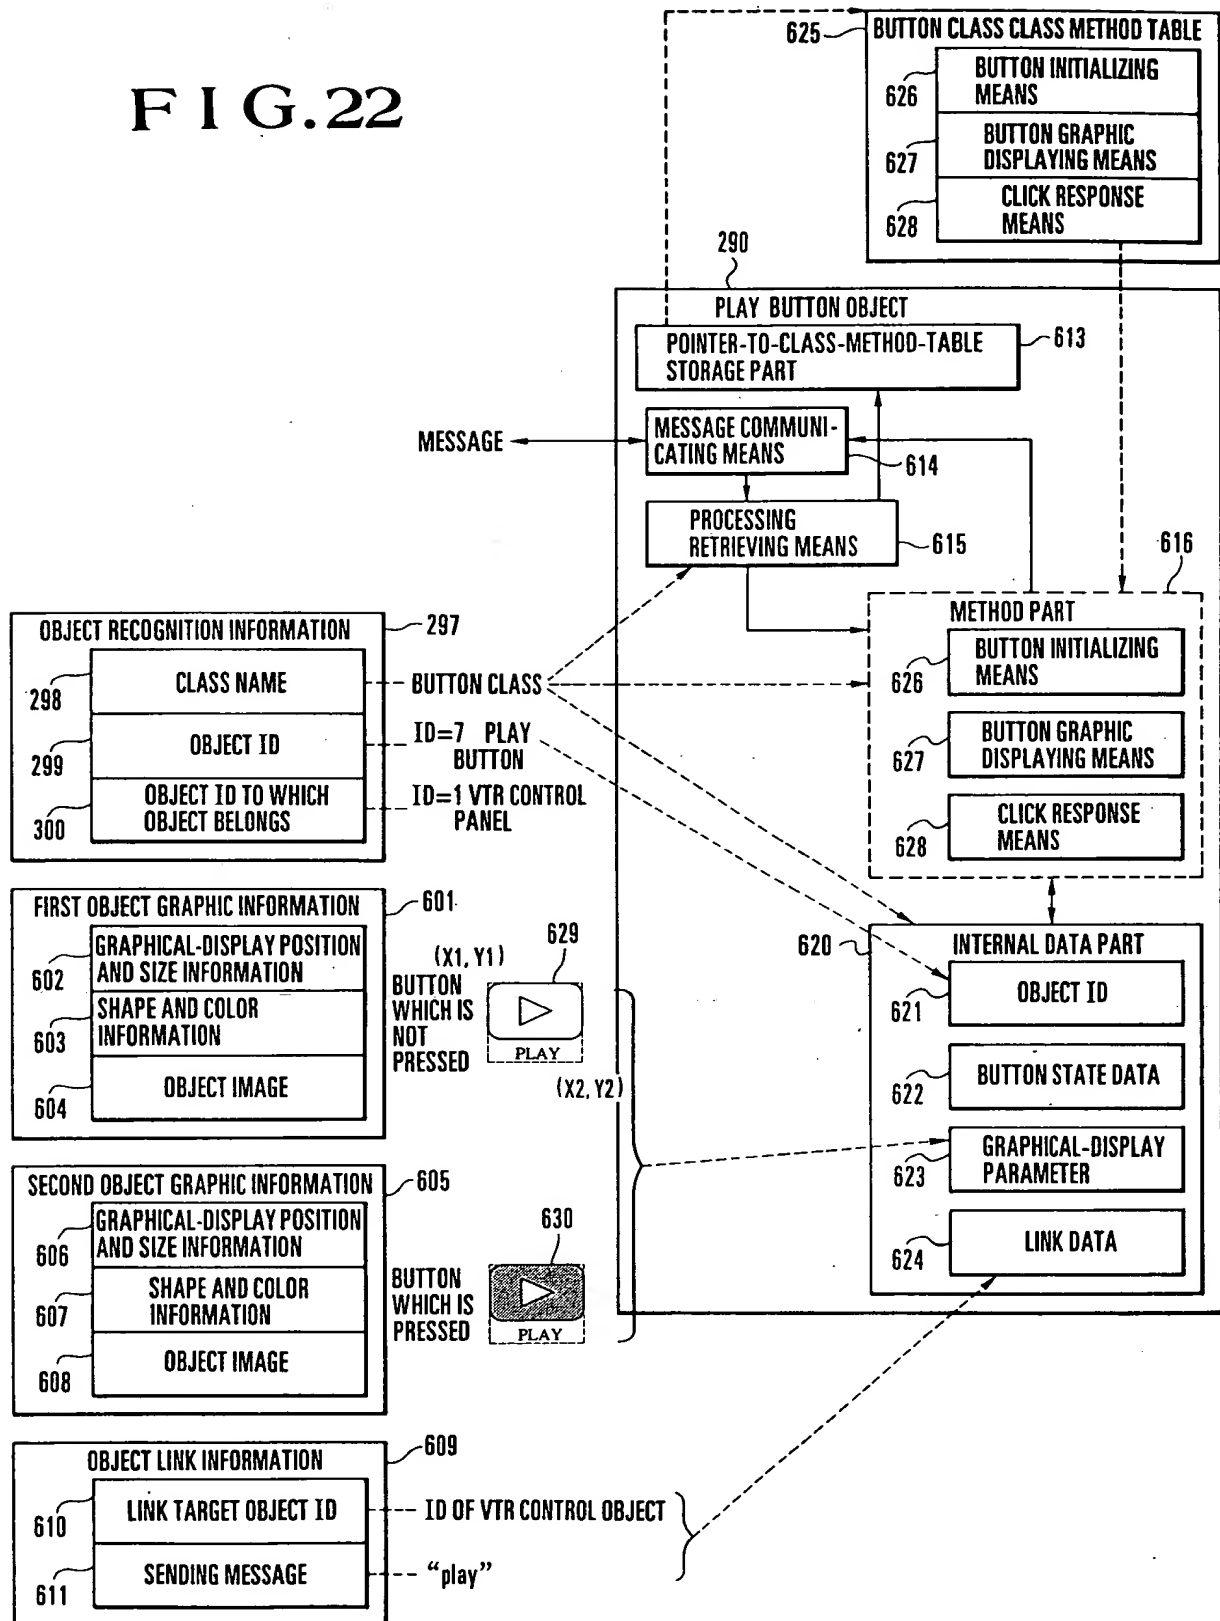 FIG.22
625
BUTTON CLASS CLASS METHOD TABLE
626
BUTTON INITIALIZING
MEANS
627
BUTTON GRAPHIC
DISPLAYING MEANS
628
CLICK RESPONSE
MEANS
290
PLAY BUTTON OBJECT
POINTER-TO-CLASS-METHOD-TABLE
STORAGE PART
613
MESSAGE
MESSAGE COMMUNI-
CATING MEANS
614
PROCESSING
RETRIEVING MEANS
615
616
METHOD PART
626
BUTTON INITIALIZING
MEANS
627
BUTTON GRAPHIC
DISPLAYING MEANS
628
CLICK RESPONSE
MEANS
620
INTERNAL DATA PART
621
OBJECT ID
622
BUTTON STATE DATA
623
GRAPHICAL-DISPLAY
PARAMETER
624
LINK DATA
OBJECT RECOGNITION INFORMATION
297
298
CLASS NAME
BUTTON CLASS
299
OBJECT ID
ID=7 PLAY
BUTTON
300
OBJECT ID TO WHICH
OBJECT BELONGS
ID=1 VTR CONTROL
PANEL
FIRST OBJECT GRAPHIC INFORMATION
601
602
GRAPHICAL-DISPLAY POSITION
AND SIZE INFORMATION
603
SHAPE AND COLOR
INFORMATION
604
OBJECT IMAGE
(X1, Y1)
629
BUTTON
WHICH IS
NOT
PRESSED
PLAY
(X2, Y2)
SECOND OBJECT GRAPHIC INFORMATION
605
606
GRAPHICAL-DISPLAY POSITION
AND SIZE INFORMATION
607
SHAPE AND COLOR
INFORMATION
608
OBJECT IMAGE
630
BUTTON
WHICH IS
PRESSED
PLAY
OBJECT LINK INFORMATION
609
610
LINK TARGET OBJECT ID
ID OF VTR CONTROL OBJECT
611
SENDING MESSAGE
“play”